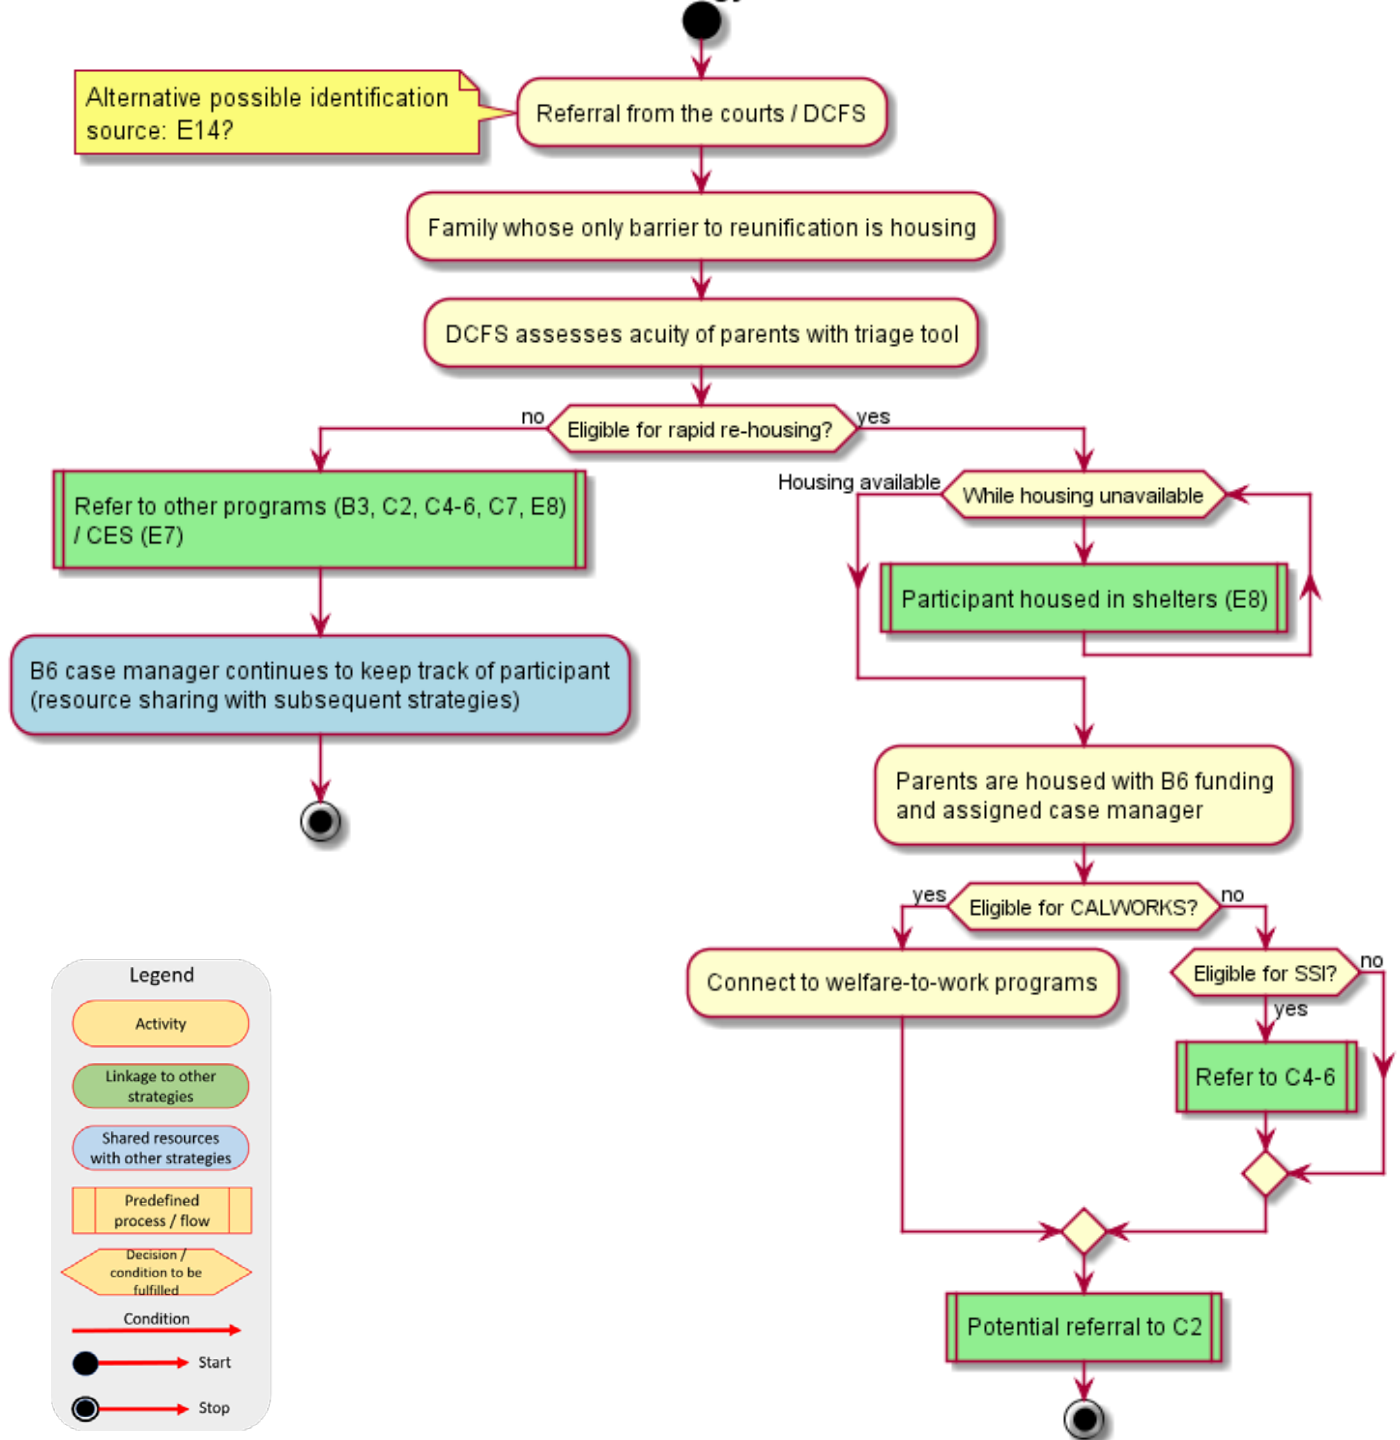 Alternative possible identification
source: E14?
Referral from the courts / DCFS
Family whose only barrier to reunification is housing
DCFS assesses acuity of parents with triage tool
no
Eligible for rapid re-housing?
yes
Refer to other programs (B3, C2, C4-6, C7, E8)
/ CES (E7)
B6 case manager continues to keep track of participant
(resource sharing with subsequent strategies)
Housing available
While housing unavailable
Participant housed in shelters (E8)
Parents are housed with B6 funding
and assigned case manager
yes
Eligible for CALWORKS?
no
Connect to welfare-to-work programs
Eligible for SSI?
no
yes
Refer to C4-6
Potential referral to C2
Legend
Activity
Linkage to other
strategies
Shared resources
with other strategies
Predefined
process / flow
Decision /
condition to be
fulfilled
Condition
Start
Stop